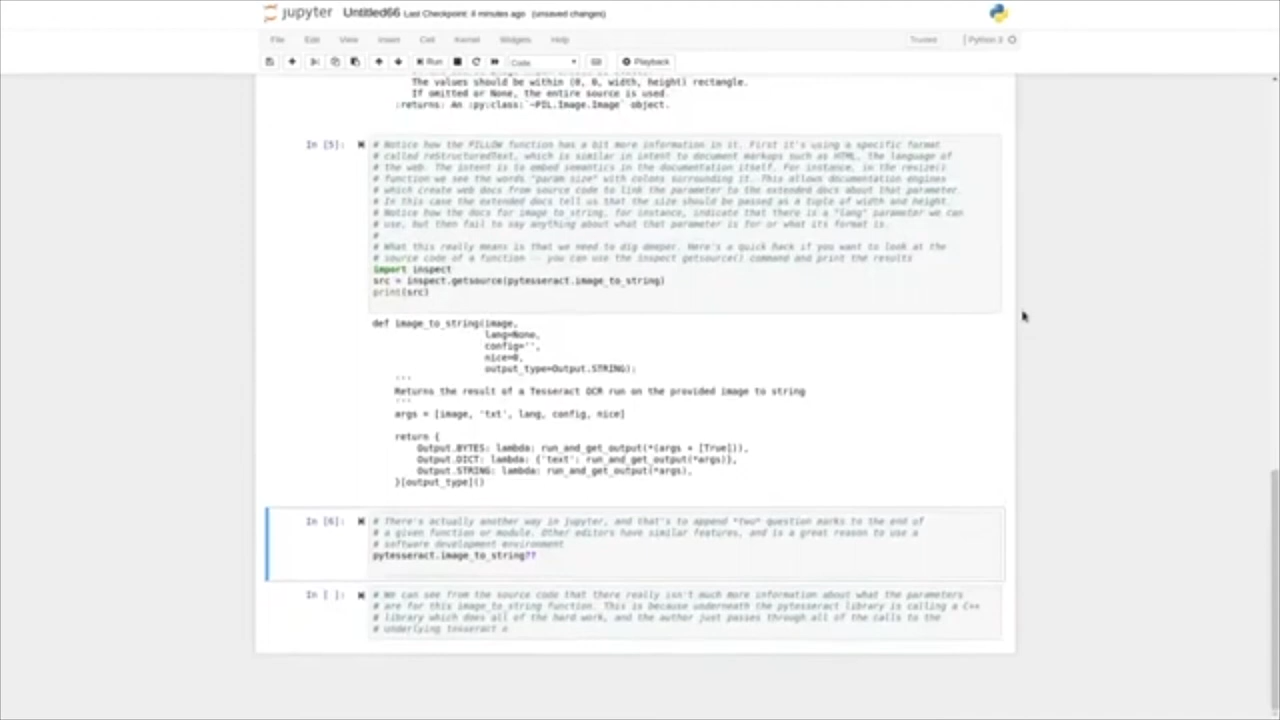 jupyter Untitled66 Last Checkpoint: 4 minutes ago (unsaved changes)
File Edit View Insert Cell Kernel Widgets Help Trusted Python 3
Run Code Playback
The values should be within (0, 0, width, height) rectangle.
If omitted or None, the entire source is used.
:returns: An :py:class:`~PIL.Image.Image` object.
In [5]:
# Notice how the PILLOW function has a bit more information in it. First it's using a specific format
# called reStructuredText, which is similar in intent to document markups such as HTML, the language of
# the web. The intent is to embed semantics in the documentation itself. For instance, in the resize()
# function we see the words "param size" with colons surrounding it. This allows documentation engines
# which create web docs from source code to link the parameter to the extended docs about that parameter.
# In this case the extended docs tell us that the size should be passed as a tuple of width and height.
# Notice how the docs for image_to_string, for instance, indicate that there is a "lang" parameter we can
# use, but then fail to say anything about what that parameter is for or what its format is.
#
# What this really means is that we need to dig deeper. Here's a quick hack if you want to look at the
# source code of a function -- you can use the inspect getsource() command and print the results
import inspect
src = inspect.getsource(pytesseract.image_to_string)
print(src)
def image_to_string(image,
lang=None,
config='',
nice=0,
output_type=Output.STRING):
'''
Returns the result of a Tesseract OCR run on the provided image to string
'''
args = [image, 'txt', lang, config, nice]
return {
Output.BYTES: lambda: run_and_get_output(*(args + [True])),
Output.DICT: lambda: {'text': run_and_get_output(*args)},
Output.STRING: lambda: run_and_get_output(*args),
}[output_type]()
In [6]:
# There's actually another way in jupyter, and that's to append *two* question marks to the end of
# a given function or module. Other editors have similar features, and is a great reason to use a
# software development environment
pytesseract.image_to_string??
In [ ]:
# We can see from the source code that there really isn't much more information about what the parameters
# are for this image_to_string function. This is because underneath the pytesseract library is calling a C++
# library which does all of the hard work, and the author just passes through all of the calls to the
# underlying tesseract e